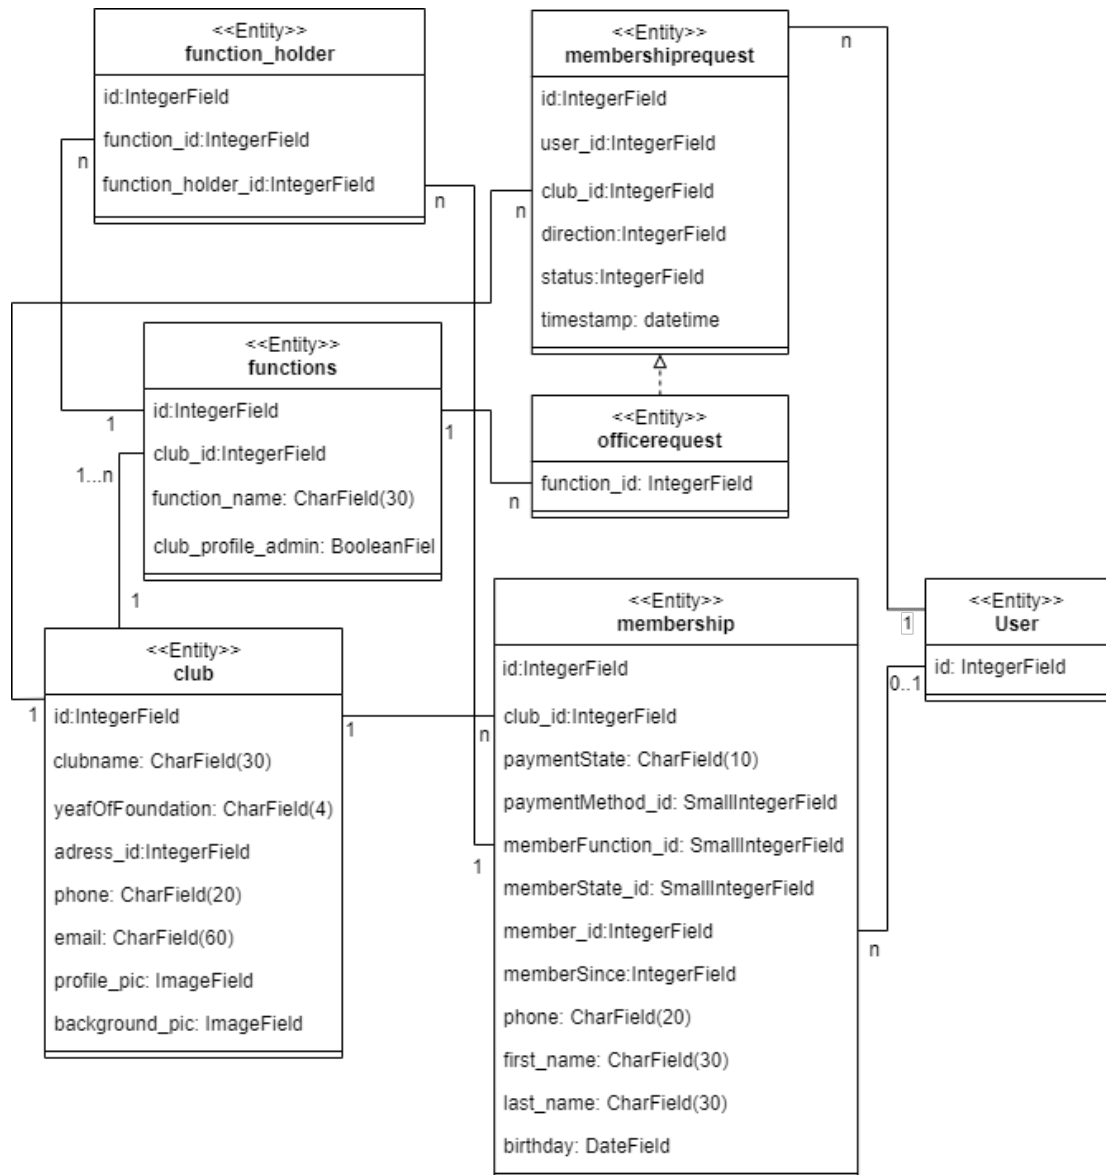 <<Entity>>
function_holder
id:IntegerField
function_id:IntegerField
n
function_holder_id:IntegerField
n
<<Entity>>
membershiprequest
n
id:IntegerField
user_id:IntegerField
club_id:IntegerField
n
direction:IntegerField
status:IntegerField
timestamp: datetime
<<Entity>>
functions
id:IntegerField
1
1
club_id:IntegerField
1...n
function_name: CharField(30)
club_profile_admin: BooleanFiel
<<Entity>>
officerequest
function_id: IntegerField
n
1
<<Entity>>
club
id:IntegerField
1
1
clubname: CharField(30)
yeafOfFoundation: CharField(4)
adress_id:IntegerField
phone: CharField(20)
email: CharField(60)
profile_pic: ImageField
background_pic: ImageField
<<Entity>>
membership
id:IntegerField
club_id:IntegerField
n
paymentState: CharField(10)
paymentMethod_id: SmallIntegerField
memberFunction_id: SmallIntegerField
1
memberState_id: SmallIntegerField
member_id:IntegerField
n
memberSince:IntegerField
phone: CharField(20)
first_name: CharField(30)
last_name: CharField(30)
birthday: DateField
<<Entity>>
User
1
id: IntegerField
0..1